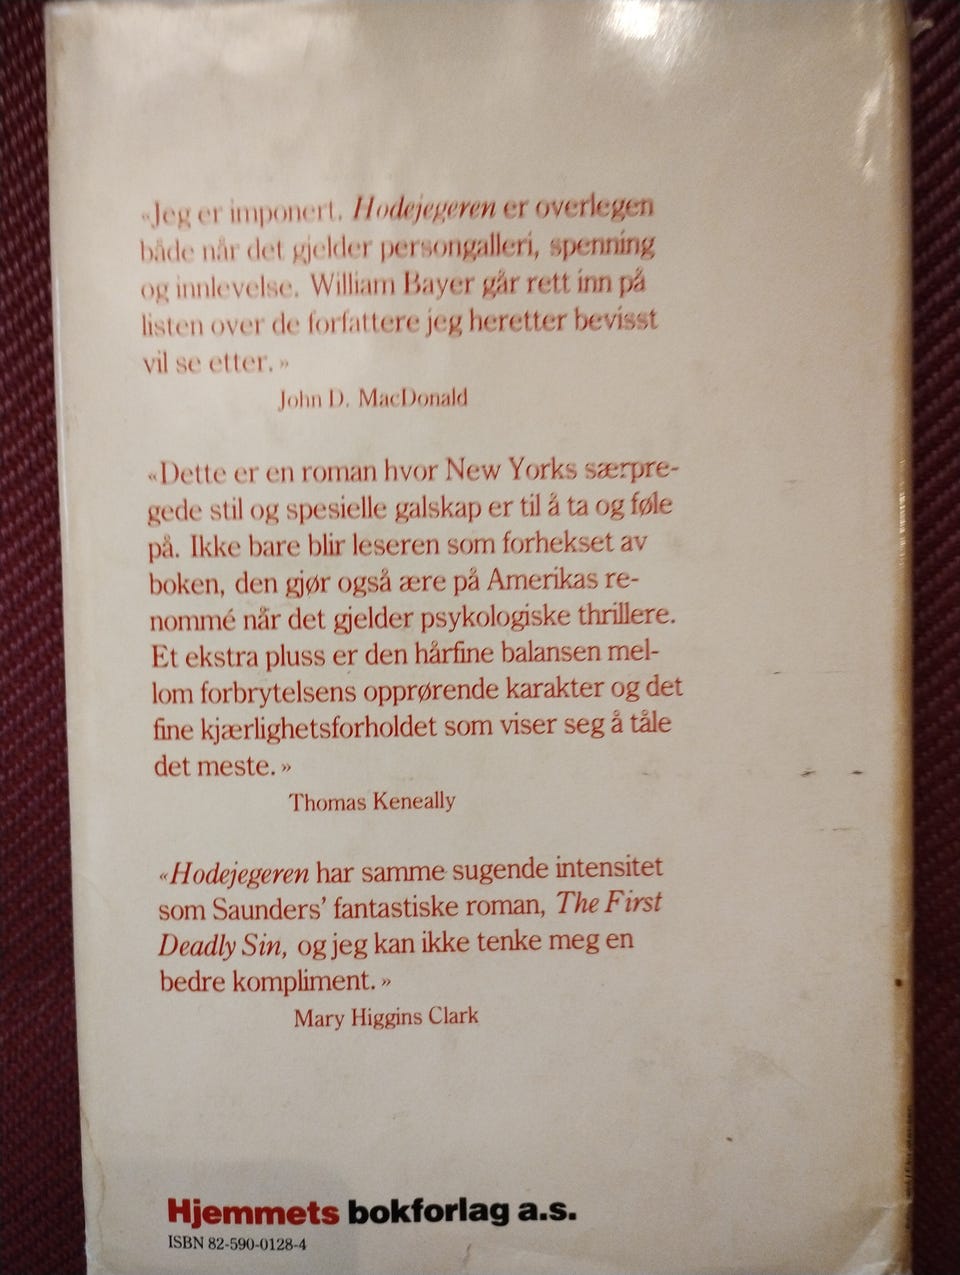 «Jeg er imponert. Hodejegeren er overlegen
både når det gjelder persongalleri, spenning
og innlevelse. William Bayer går rett inn på
listen over de forfattere jeg heretter bevisst
vil se etter.»
John D. MacDonald
«Dette er en roman hvor New Yorks særpre-
gede stil og spesielle galskap er til å ta og føle
på. Ikke bare blir leseren som forhekset av
boken, den gjør også ære på Amerikas re-
nommé når det gjelder psykologiske thrillere.
Et ekstra pluss er den hårfine balansen mel-
lom forbrytelsens opprørende karakter og det
fine kjærlighetsforholdet som viser seg å tåle
det meste.»
Thomas Keneally
«Hodejegeren har samme sugende intensitet
som Saunders' fantastiske roman, The First
Deadly Sin, og jeg kan ikke tenke meg en
bedre kompliment.»
Mary Higgins Clark
Hjemmets bokforlag a.s.
ISBN 82-590-0128-4